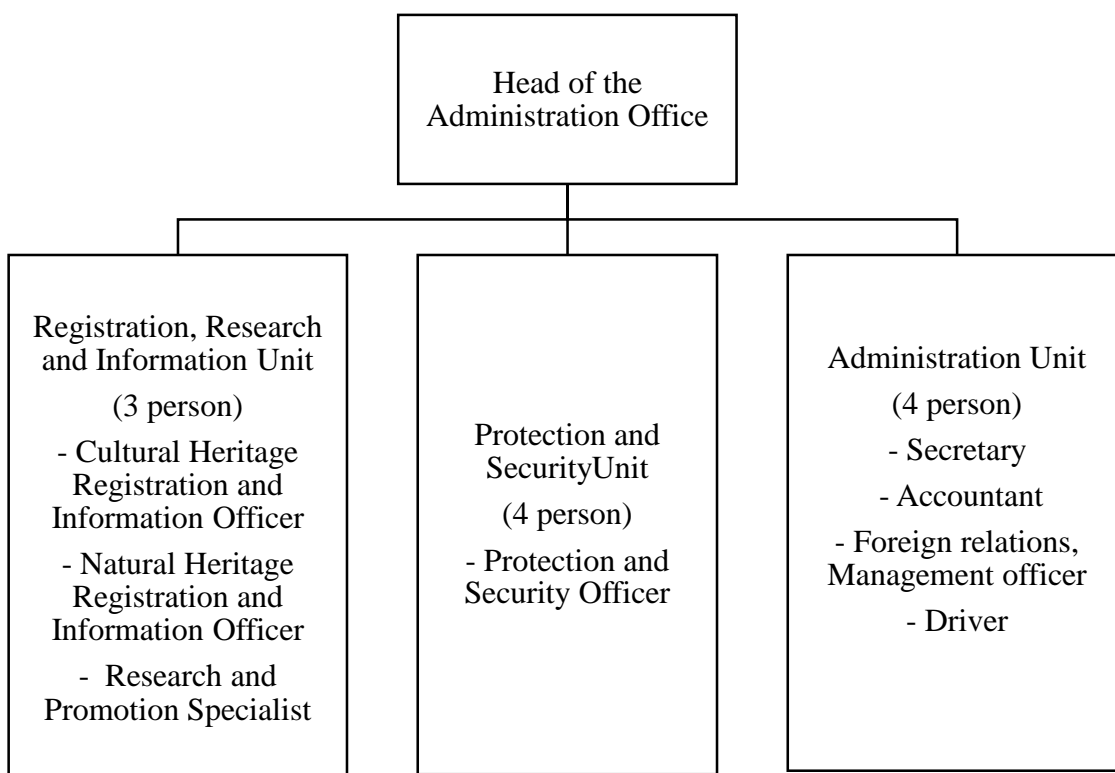 Head of the
Administration Office
Registration, Research
and Information Unit
(3 person)
- Cultural Heritage
Registration and
Information Officer
- Natural Heritage
Registration and
Information Officer
- Research and
Promotion Specialist
Protection and
SecurityUnit
(4 person)
- Protection and
Security Officer
Administration Unit
(4 person)
- Secretary
- Accountant
- Foreign relations,
Management officer
- Driver